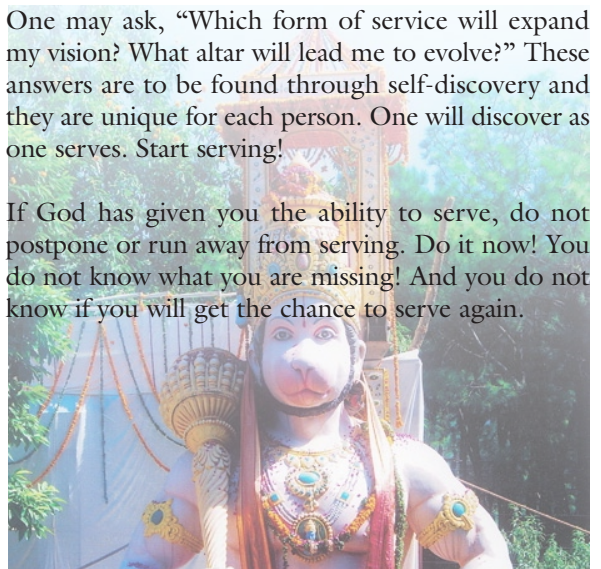 One may ask, “Which form of service will expand
my vision? What altar will lead me to evolve?” These
answers are to be found through self-discovery and
they are unique for each person. One will discover as
one serves. Start serving!
If God has given you the ability to serve, do not
postpone or run away from serving. Do it now! You
do not know what you are missing! And you do not
know if you will get the chance to serve again.